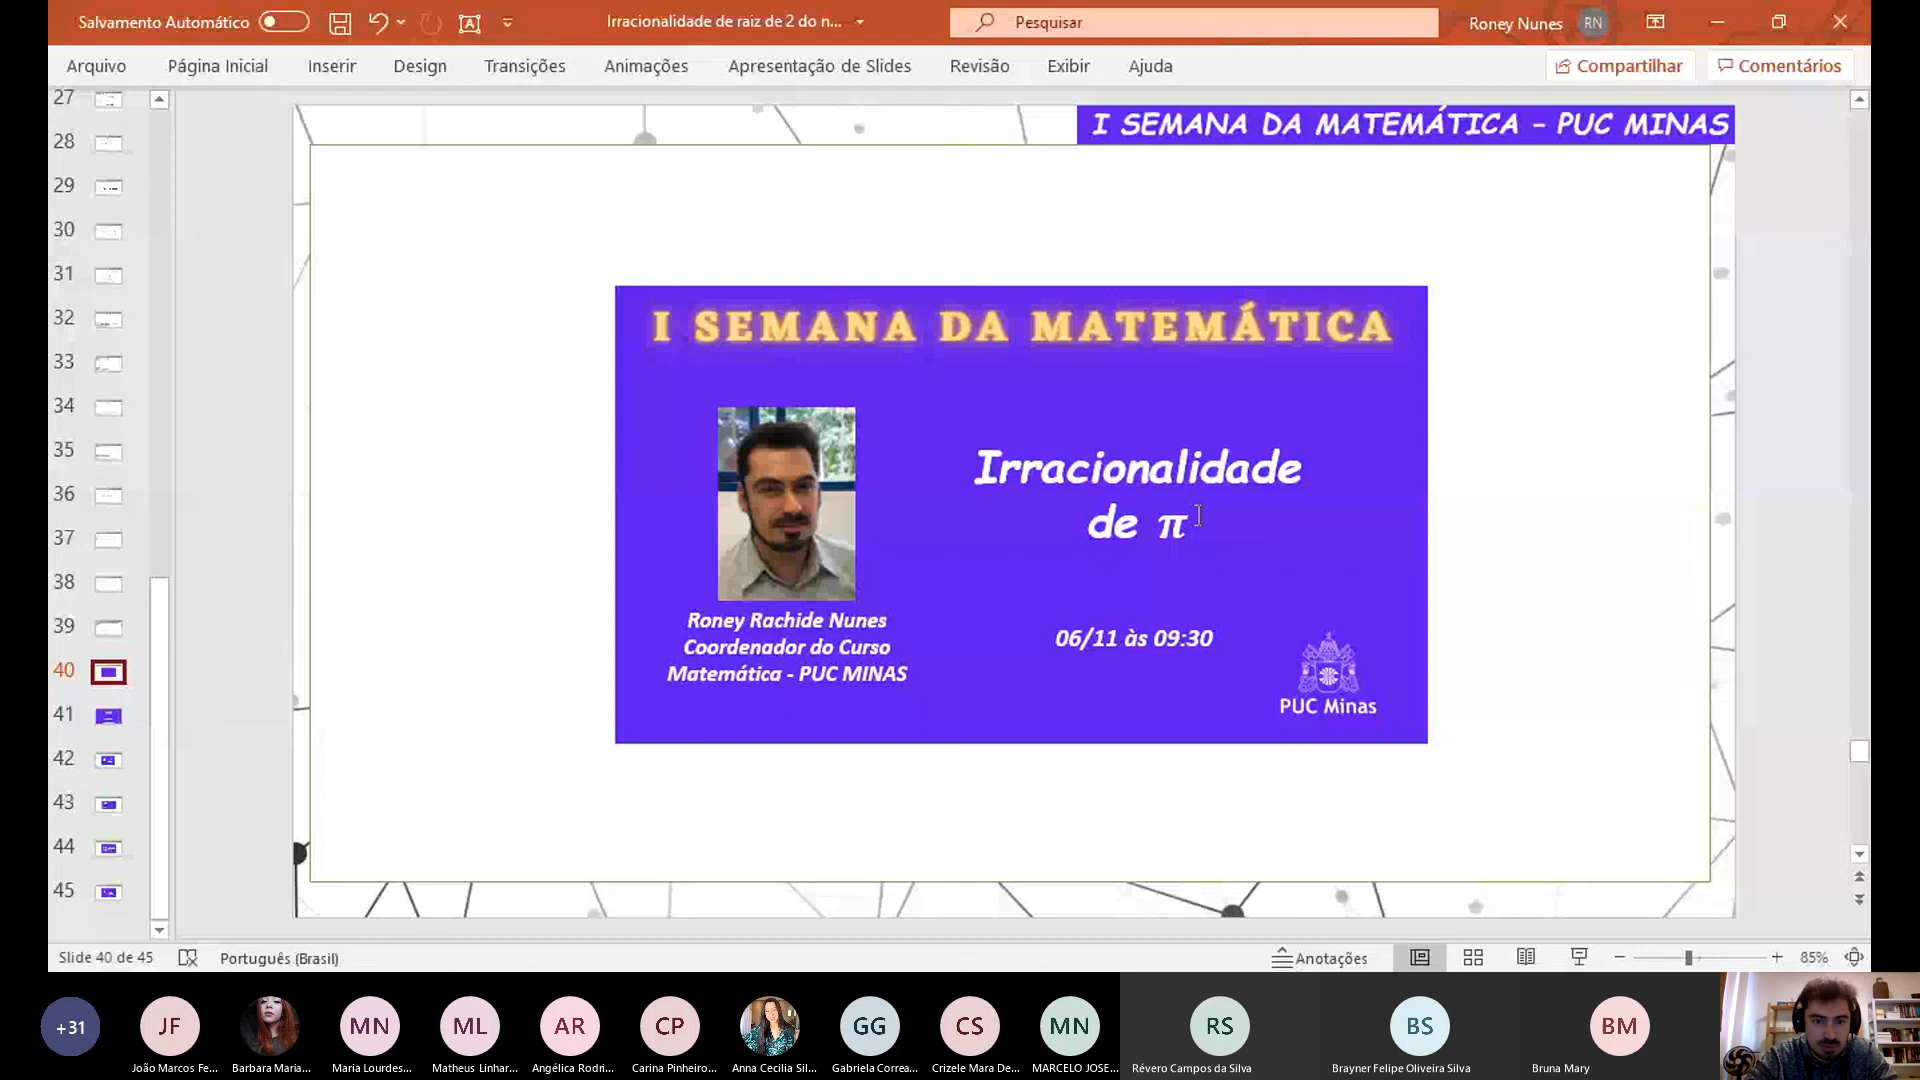 Salvamento Automático
Irracionalidade de raiz de 2 do n...
Pesquisar
Roney Nunes
RN
Arquivo
Página Inicial
Inserir
Design
Transições
Animações
Apresentação de Slides
Revisão
Exibir
Ajuda
Compartilhar
Comentários
27
28
29
30
31
32
33
34
35
36
37
38
39
40
41
42
43
44
45
I SEMANA DA MATEMÁTICA – PUC MINAS
I SEMANA DA MATEMÁTICA
Irracionalidade
de π
Roney Rachide Nunes
Coordenador do Curso
Matemática - PUC MINAS
06/11 às 09:30
PUC Minas
Slide 40 de 45
Português (Brasil)
Anotações
85%
+31
JF
MN
ML
AR
CP
GG
CS
MN
RS
BS
BM
João Marcos Fe...
Barbara Maria...
Maria Lourdes...
Matheus Linhar...
Angélica Rodri...
Carina Pinheiro...
Anna Cecilia Sil...
Gabriela Correa...
Crizele Mara De...
MARCELO JOSE...
Révero Campos da Silva
Brayner Felipe Oliveira Silva
Bruna Mary